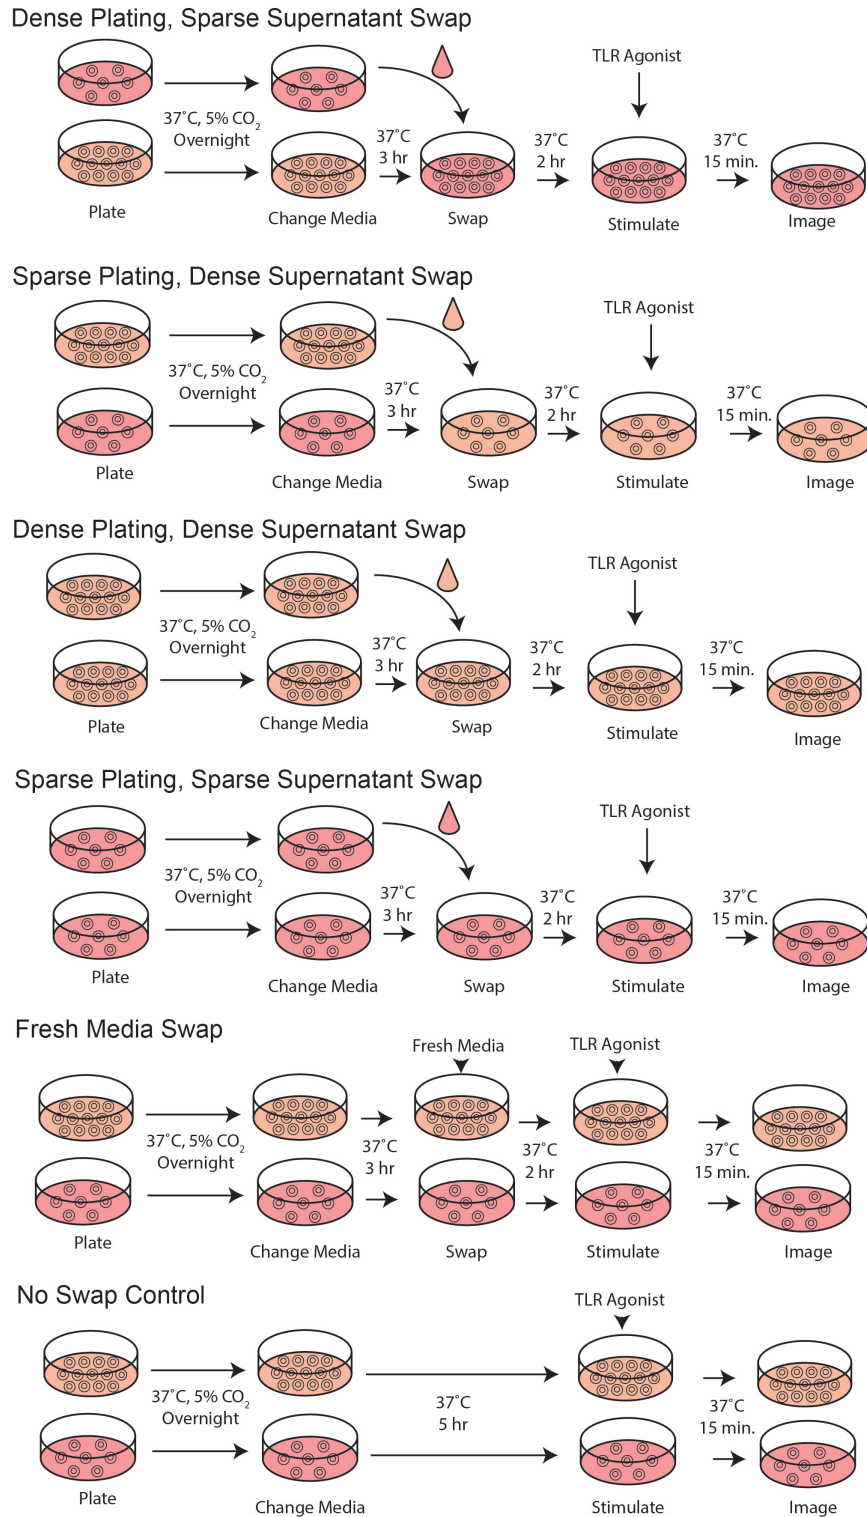 Dense Plating, Sparse Supernatant Swap
TLR Agonist
37˚C, 5% CO2
Overnight
37˚C
3 hr
37˚C
2 hr
37˚C
15 min.
Plate
Change Media
Swap
Stimulate
Image
Sparse Plating, Dense Supernatant Swap
TLR Agonist
37˚C, 5% CO2
Overnight
37˚C
3 hr
37˚C
2 hr
37˚C
15 min.
Plate
Change Media
Swap
Stimulate
Image
Dense Plating, Dense Supernatant Swap
TLR Agonist
37˚C, 5% CO2
Overnight
37˚C
3 hr
37˚C
2 hr
37˚C
15 min.
Plate
Change Media
Swap
Stimulate
Image
Sparse Plating, Sparse Supernatant Swap
TLR Agonist
37˚C, 5% CO2
Overnight
37˚C
3 hr
37˚C
2 hr
37˚C
15 min.
Plate
Change Media
Swap
Stimulate
Image
Fresh Media Swap
Fresh Media
TLR Agonist
37˚C, 5% CO2
Overnight
37˚C
3 hr
37˚C
2 hr
37˚C
15 min.
Plate
Change Media
Swap
Stimulate
Image
No Swap Control
TLR Agonist
37˚C, 5% CO2
Overnight
37˚C
5 hr
37˚C
15 min.
Plate
Change Media
Stimulate
Image